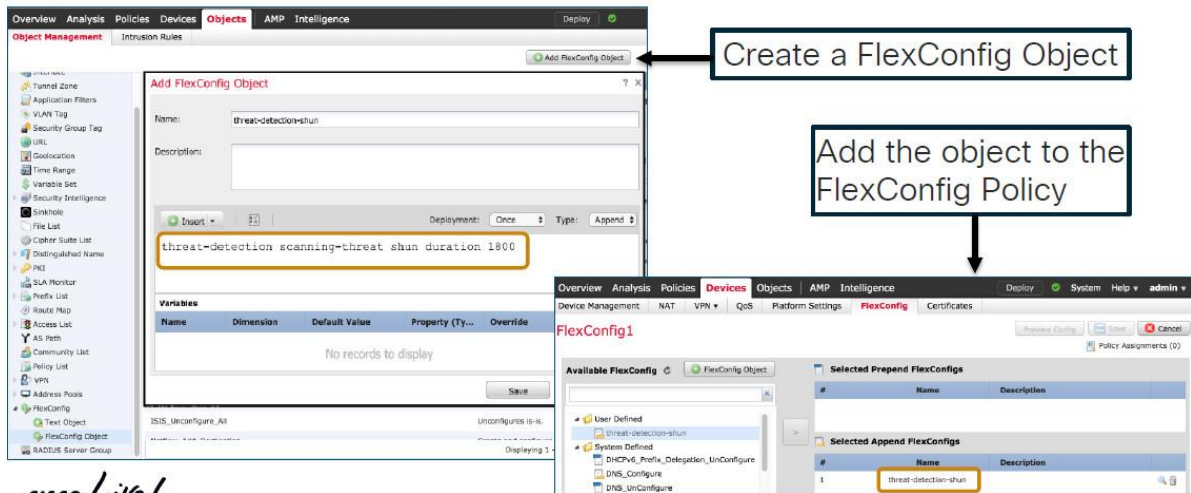 Overview Analysis Policies Devices Objects AMP Intelligence Deploy
Object Management Intrusion Rules
Add FlexConfig Object
Create a FlexConfig Object
Tunnel Zone
Application Filters
VLAN Tag
Security Group Tag
URL
Geolocation
Time Range
Variable Set
Security Intelligence
Sinkhole
File List
Cipher Suite List
Distinguished Name
PKI
SLA Monitor
Prefix List
Route Map
Access List
AS Path
Community List
Policy List
VPN
Address Pools
FlexConfig
Text Object
FlexConfig Object
RADIUS Server Group
Add FlexConfig Object ? x
Name: threat-detection-shun
Description:
Insert Deployment: Once Type: Append
threat-detection scanning-threat shun duration 1800
Variables
Name Dimension Default Value Property (Ty... Override
No records to display
Save
ISIS_Unconfigure_All Unconfigures is-is.
Displaying 1
Add the object to the
FlexConfig Policy
Overview Analysis Policies Devices Objects AMP Intelligence Deploy System Help admin
Device Management NAT VPN QoS Platform Settings FlexConfig Certificates
FlexConfig1
Preview Config Save Cancel
Policy Assignments (0)
Available FlexConfig FlexConfig Object
User Defined
threat-detection-shun
System Defined
DHCPv6_Prefix_Delegation_UnConfigure
DNS_Configure
DNS_UnConfigure
Selected Prepend FlexConfigs
# Name Description
Selected Append FlexConfigs
# Name Description
1 threat-detection-shun